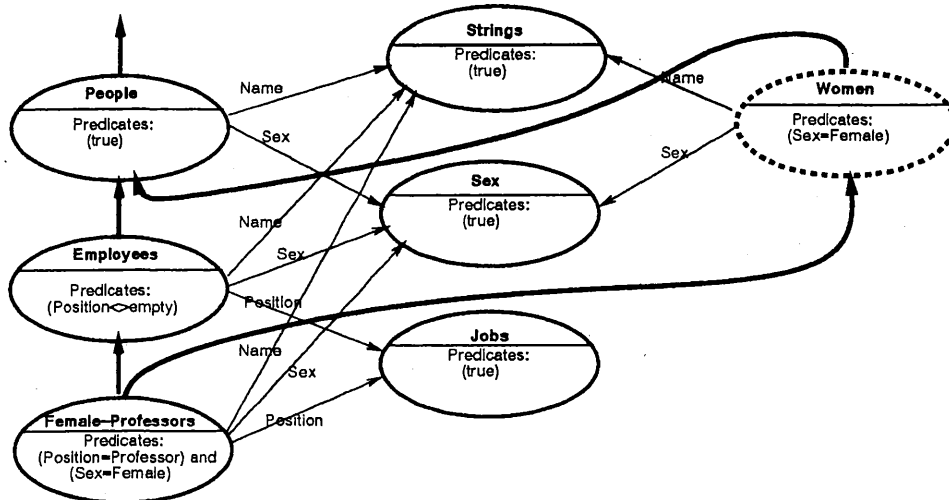 Strings
Predicates:
(true)
People
Predicates:
(true)
Name
Sex
Women
Predicates:
(Sex=Female)
Name
Sex
Sex
Predicates:
(true)
Employees
Predicates:
(Position<>empty)
Name
Sex
Position
Jobs
Predicates:
(true)
Name
Sex
Position
Female-Professors
Predicates:
(Position=Professor) and
(Sex=Female)